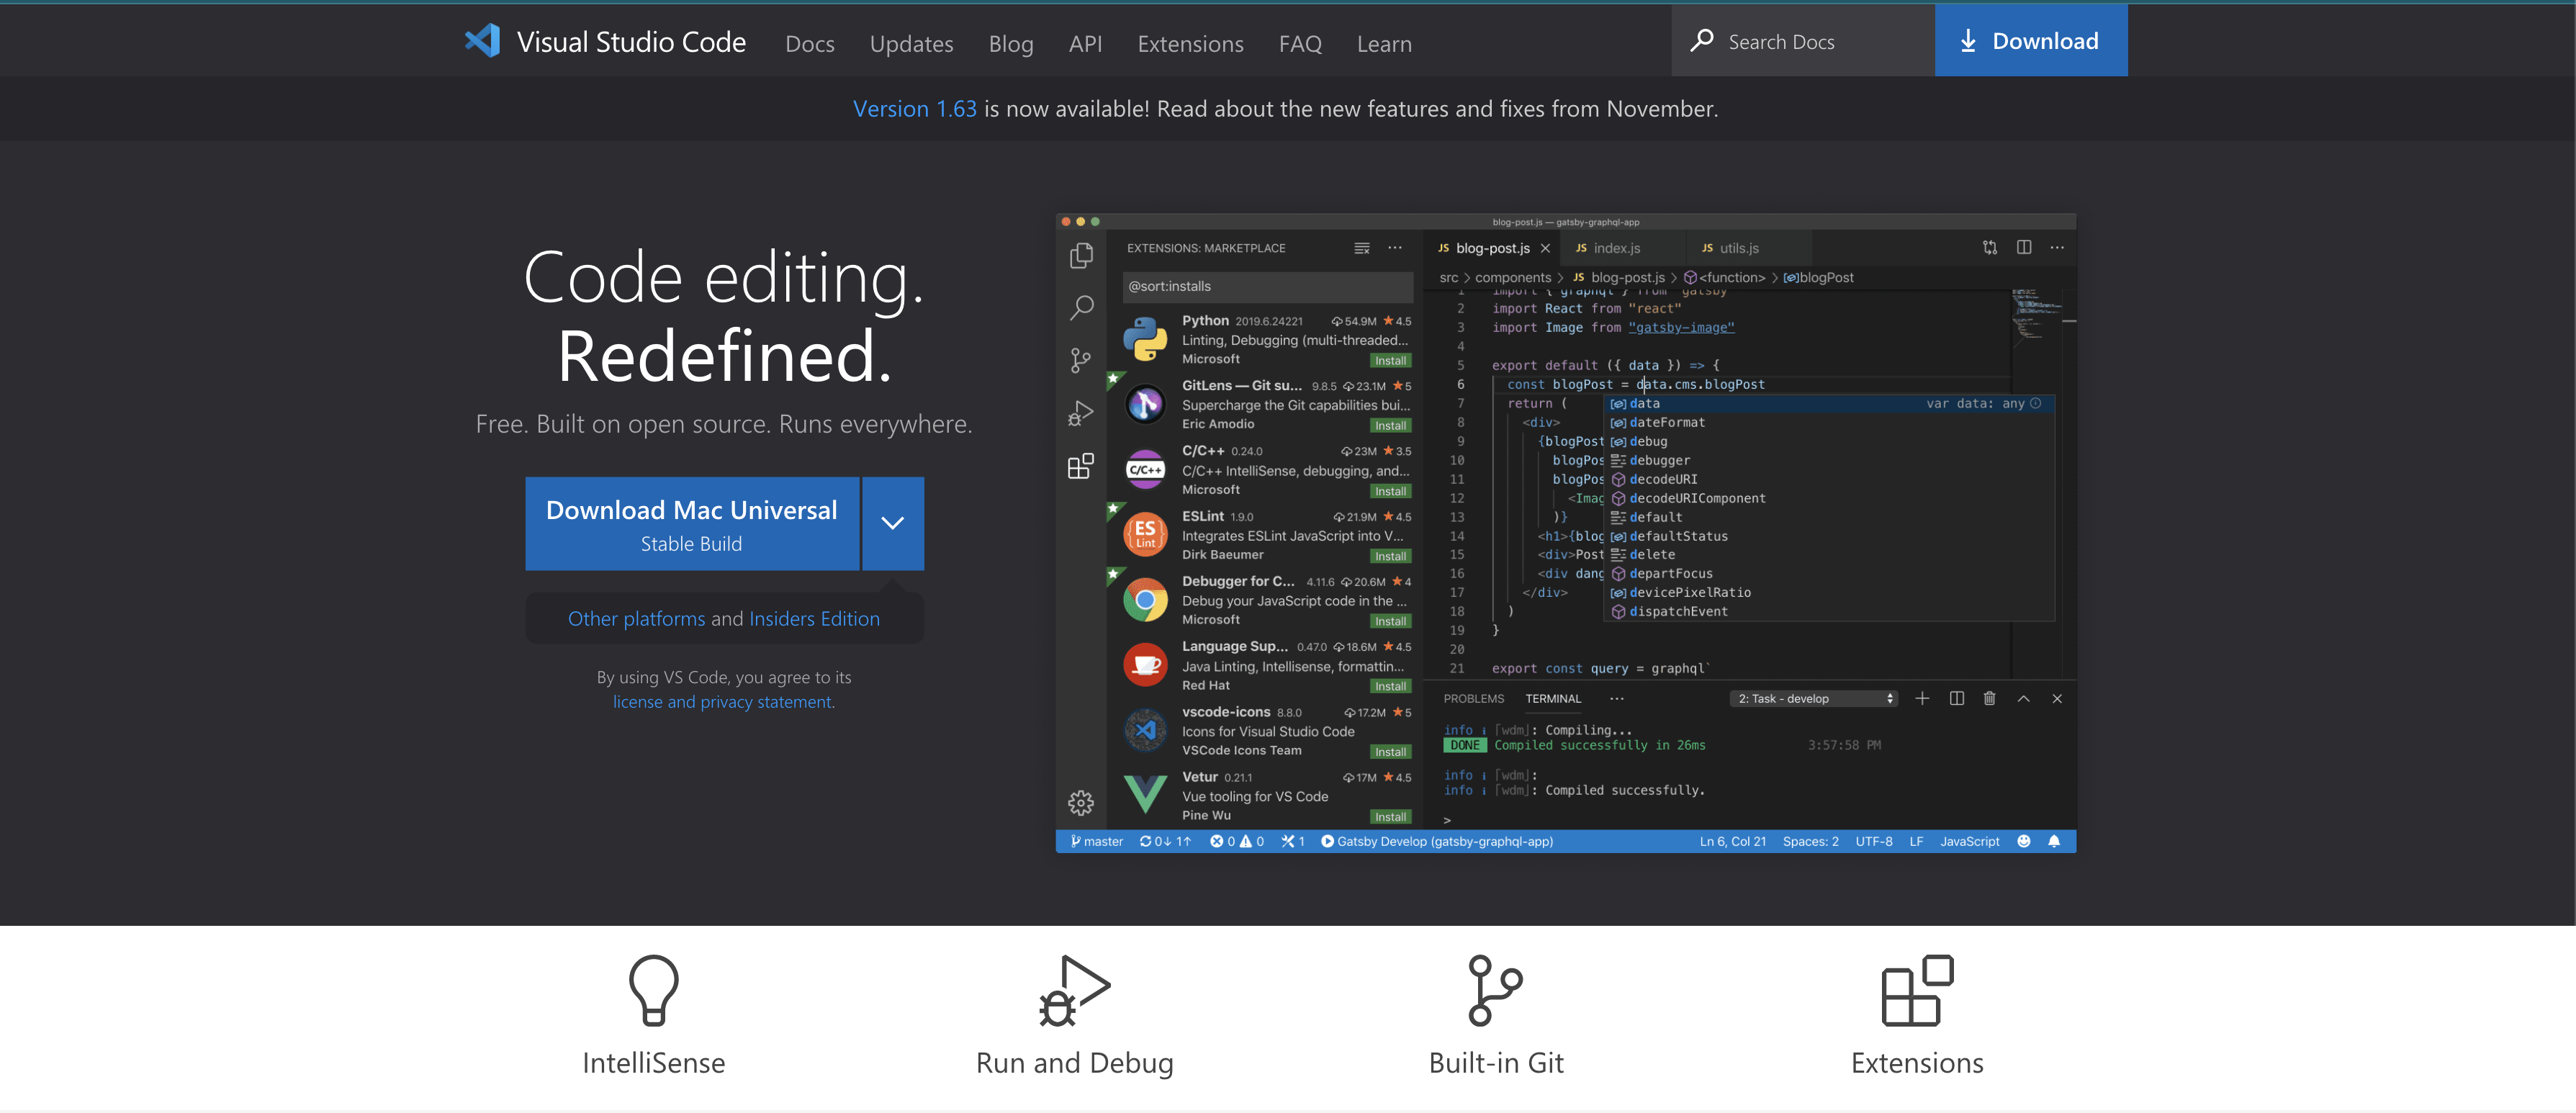 Visual Studio Code Docs Updates Blog API Extensions FAQ Learn Search Docs Download
Version 1.63 is now available! Read about the new features and fixes from November.
Code editing.
Redefined.
Free. Built on open source. Runs everywhere.
Download Mac Universal
Stable Build
Other platforms and Insiders Edition
By using VS Code, you agree to its
license and privacy statement.
blog-post.js — gatsby-graphql-app
EXTENSIONS: MARKETPLACE
@sort:installs
Python 2019.6.24221 54.9M ★4.5
Linting, Debugging (multi-threaded...
Microsoft Install
GitLens — Git su... 9.8.5 23.1M ★5
Supercharge the Git capabilities bui...
Eric Amodio Install
C/C++
C/C++ 0.24.0 23M ★3.5
C/C++ IntelliSense, debugging, and...
Microsoft Install
ES
Lint
ESLint 1.9.0 21.9M ★4.5
Integrates ESLint JavaScript into V...
Dirk Baeumer Install
Debugger for C... 4.11.6 20.6M ★4
Debug your JavaScript code in the ...
Microsoft Install
Language Sup... 0.47.0 18.6M ★4.5
Java Linting, Intellisense, formattin...
Red Hat Install
vscode-icons 8.8.0 17.2M ★5
Icons for Visual Studio Code
VSCode Icons Team Install
Vetur 0.21.1 17M ★4.5
Vue tooling for VS Code
Pine Wu Install
JS blog-post.js JS index.js JS utils.js
src > components > JS blog-post.js > <function> > blogPost
1 import { graphql } from "gatsby"
2 import React from "react"
3 import Image from "gatsby-image"
4
5 export default ({ data }) => {
6 const blogPost = data.cms.blogPost
7 return (
8 <div>
9 {blogPost
10 blogPos
11 blogPos
12 <Imag
13 )}
14 <h1>{blog
15 <div>Post
16 <div dang
17 </div>
18 )
19 }
20
21 export const query = graphql`
data var data: any
dateFormat
debug
debugger
decodeURI
decodeURIComponent
default
defaultStatus
delete
departFocus
devicePixelRatio
dispatchEvent
PROBLEMS TERMINAL ··· 2: Task - develop
info i ｢wdm｣: Compiling...
DONE Compiled successfully in 26ms 3:57:58 PM
info i ｢wdm｣:
info i ｢wdm｣: Compiled successfully.
>
master 0↓ 1↑ 0 0 1 Gatsby Develop (gatsby-graphql-app) Ln 6, Col 21 Spaces: 2 UTF-8 LF JavaScript
IntelliSense
Run and Debug
Built-in Git
Extensions